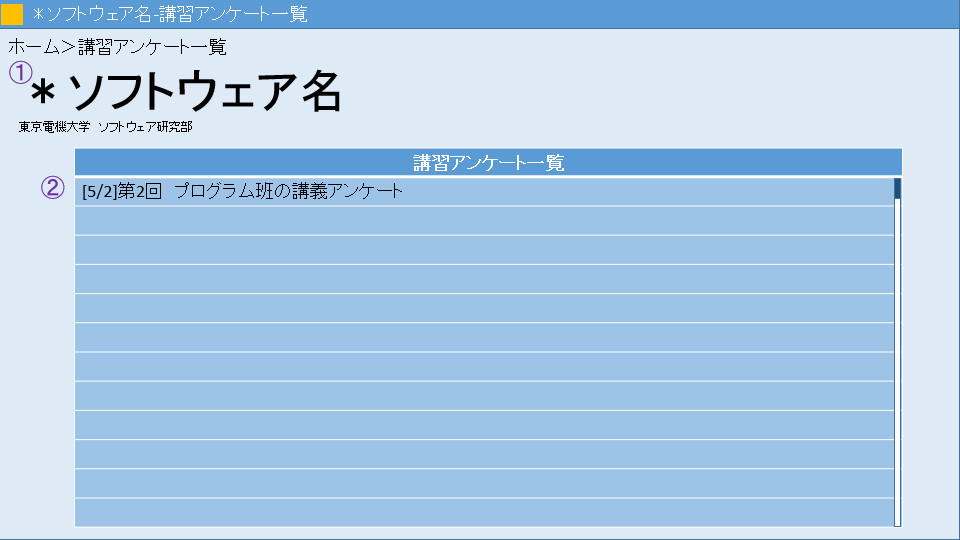 ＊ソフトウェア名-講習アンケート一覧
ホーム＞講習アンケート一覧
①
＊ソフトウェア名
東京電機大学　ソフトウェア研究部
講習アンケート一覧
②
[5/2]第2回　プログラム班の講義アンケート